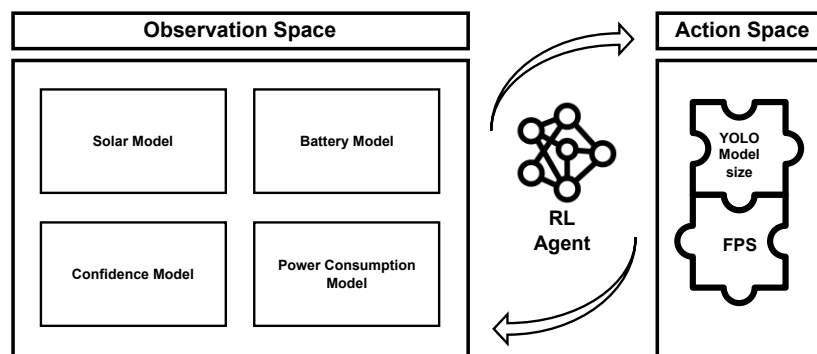 Observation Space
Action Space
Solar Model
Battery Model
Confidence Model
Power Consumption
Model
RL
Agent
YOLO
Model
size
FPS